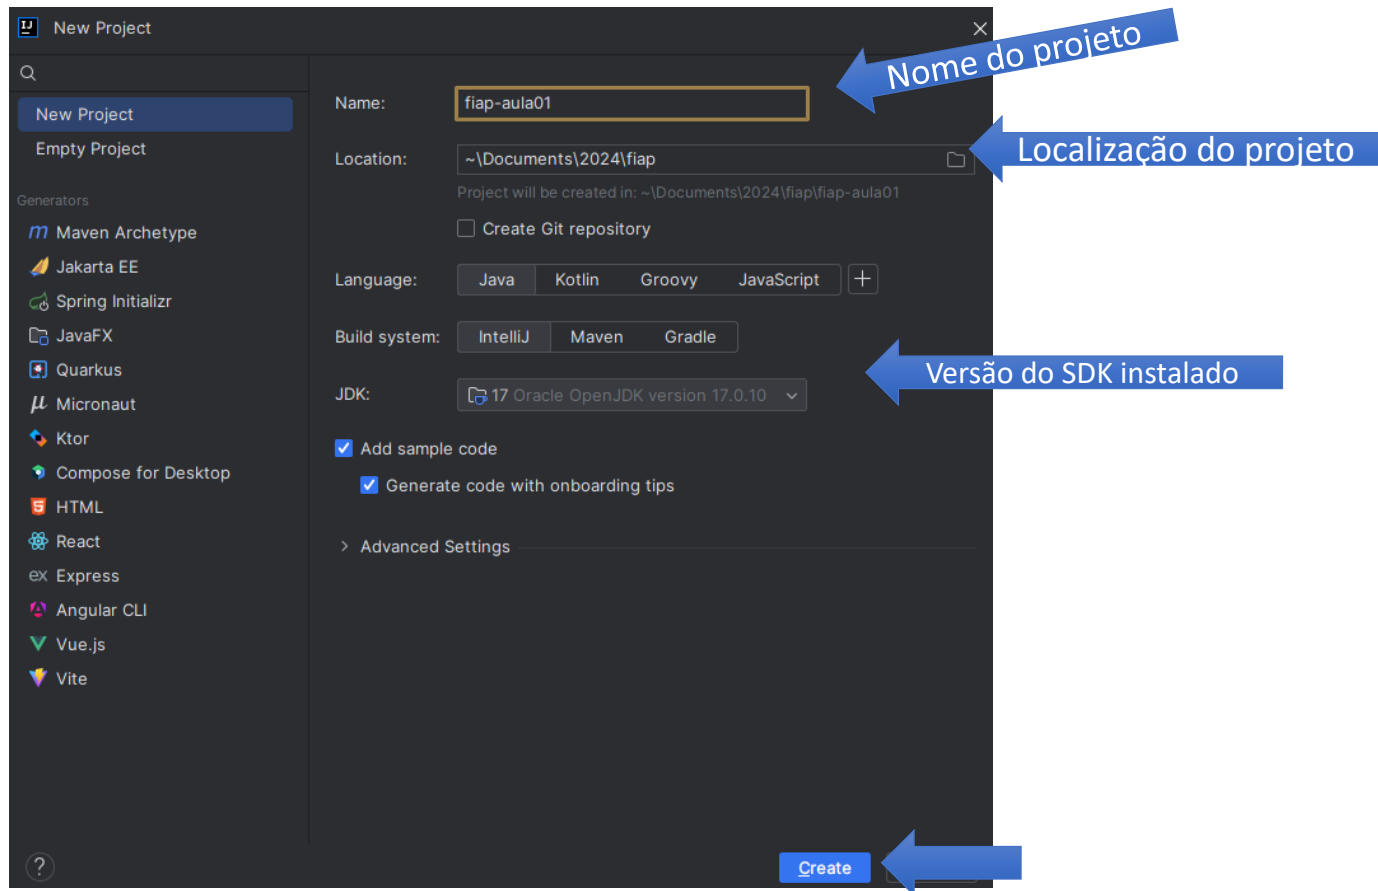 New Project
Nome do projeto
New Project
Empty Project
Generators
Maven Archetype
Jakarta EE
Spring Initializr
JavaFX
Quarkus
Micronaut
Ktor
Compose for Desktop
HTML
React
Express
Angular CLI
Vue.js
Vite
Name: fiap-aula01
Location: ~\Documents\2024\fiap
Localização do projeto
Project will be created in: ~\Documents\2024\fiap\fiap-aula01
Create Git repository
Language: Java Kotlin Groovy JavaScript
Build system: IntelliJ Maven Gradle
Versão do SDK instalado
JDK: 17 Oracle OpenJDK version 17.0.10
Add sample code
Generate code with onboarding tips
Advanced Settings
? Create